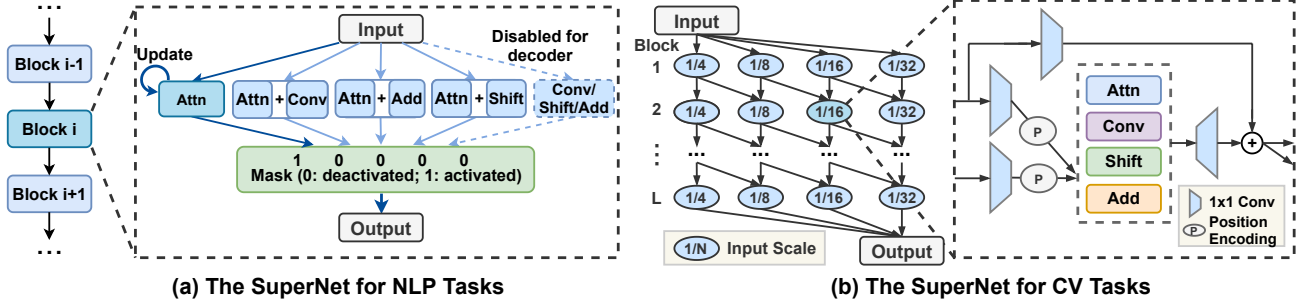 ...
Block i-1
Block i
Block i+1
...
Input
Update
Disabled for
decoder
Attn
Attn + Conv
Attn + Add
Attn + Shift
Conv/
Shift/Add
1 0 0 0 0
Mask (0: deactivated; 1: activated)
Output
(a) The SuperNet for NLP Tasks
Input
Block
1 1/4 1/8 1/16 1/32
2 1/4 1/8 1/16 1/32
... ... ... ... ...
L 1/4 1/8 1/16 1/32
1/N Input Scale
Output
P
P
Attn
Conv
Shift
Add
+
1x1 Conv
P Position
Encoding
(b) The SuperNet for CV Tasks